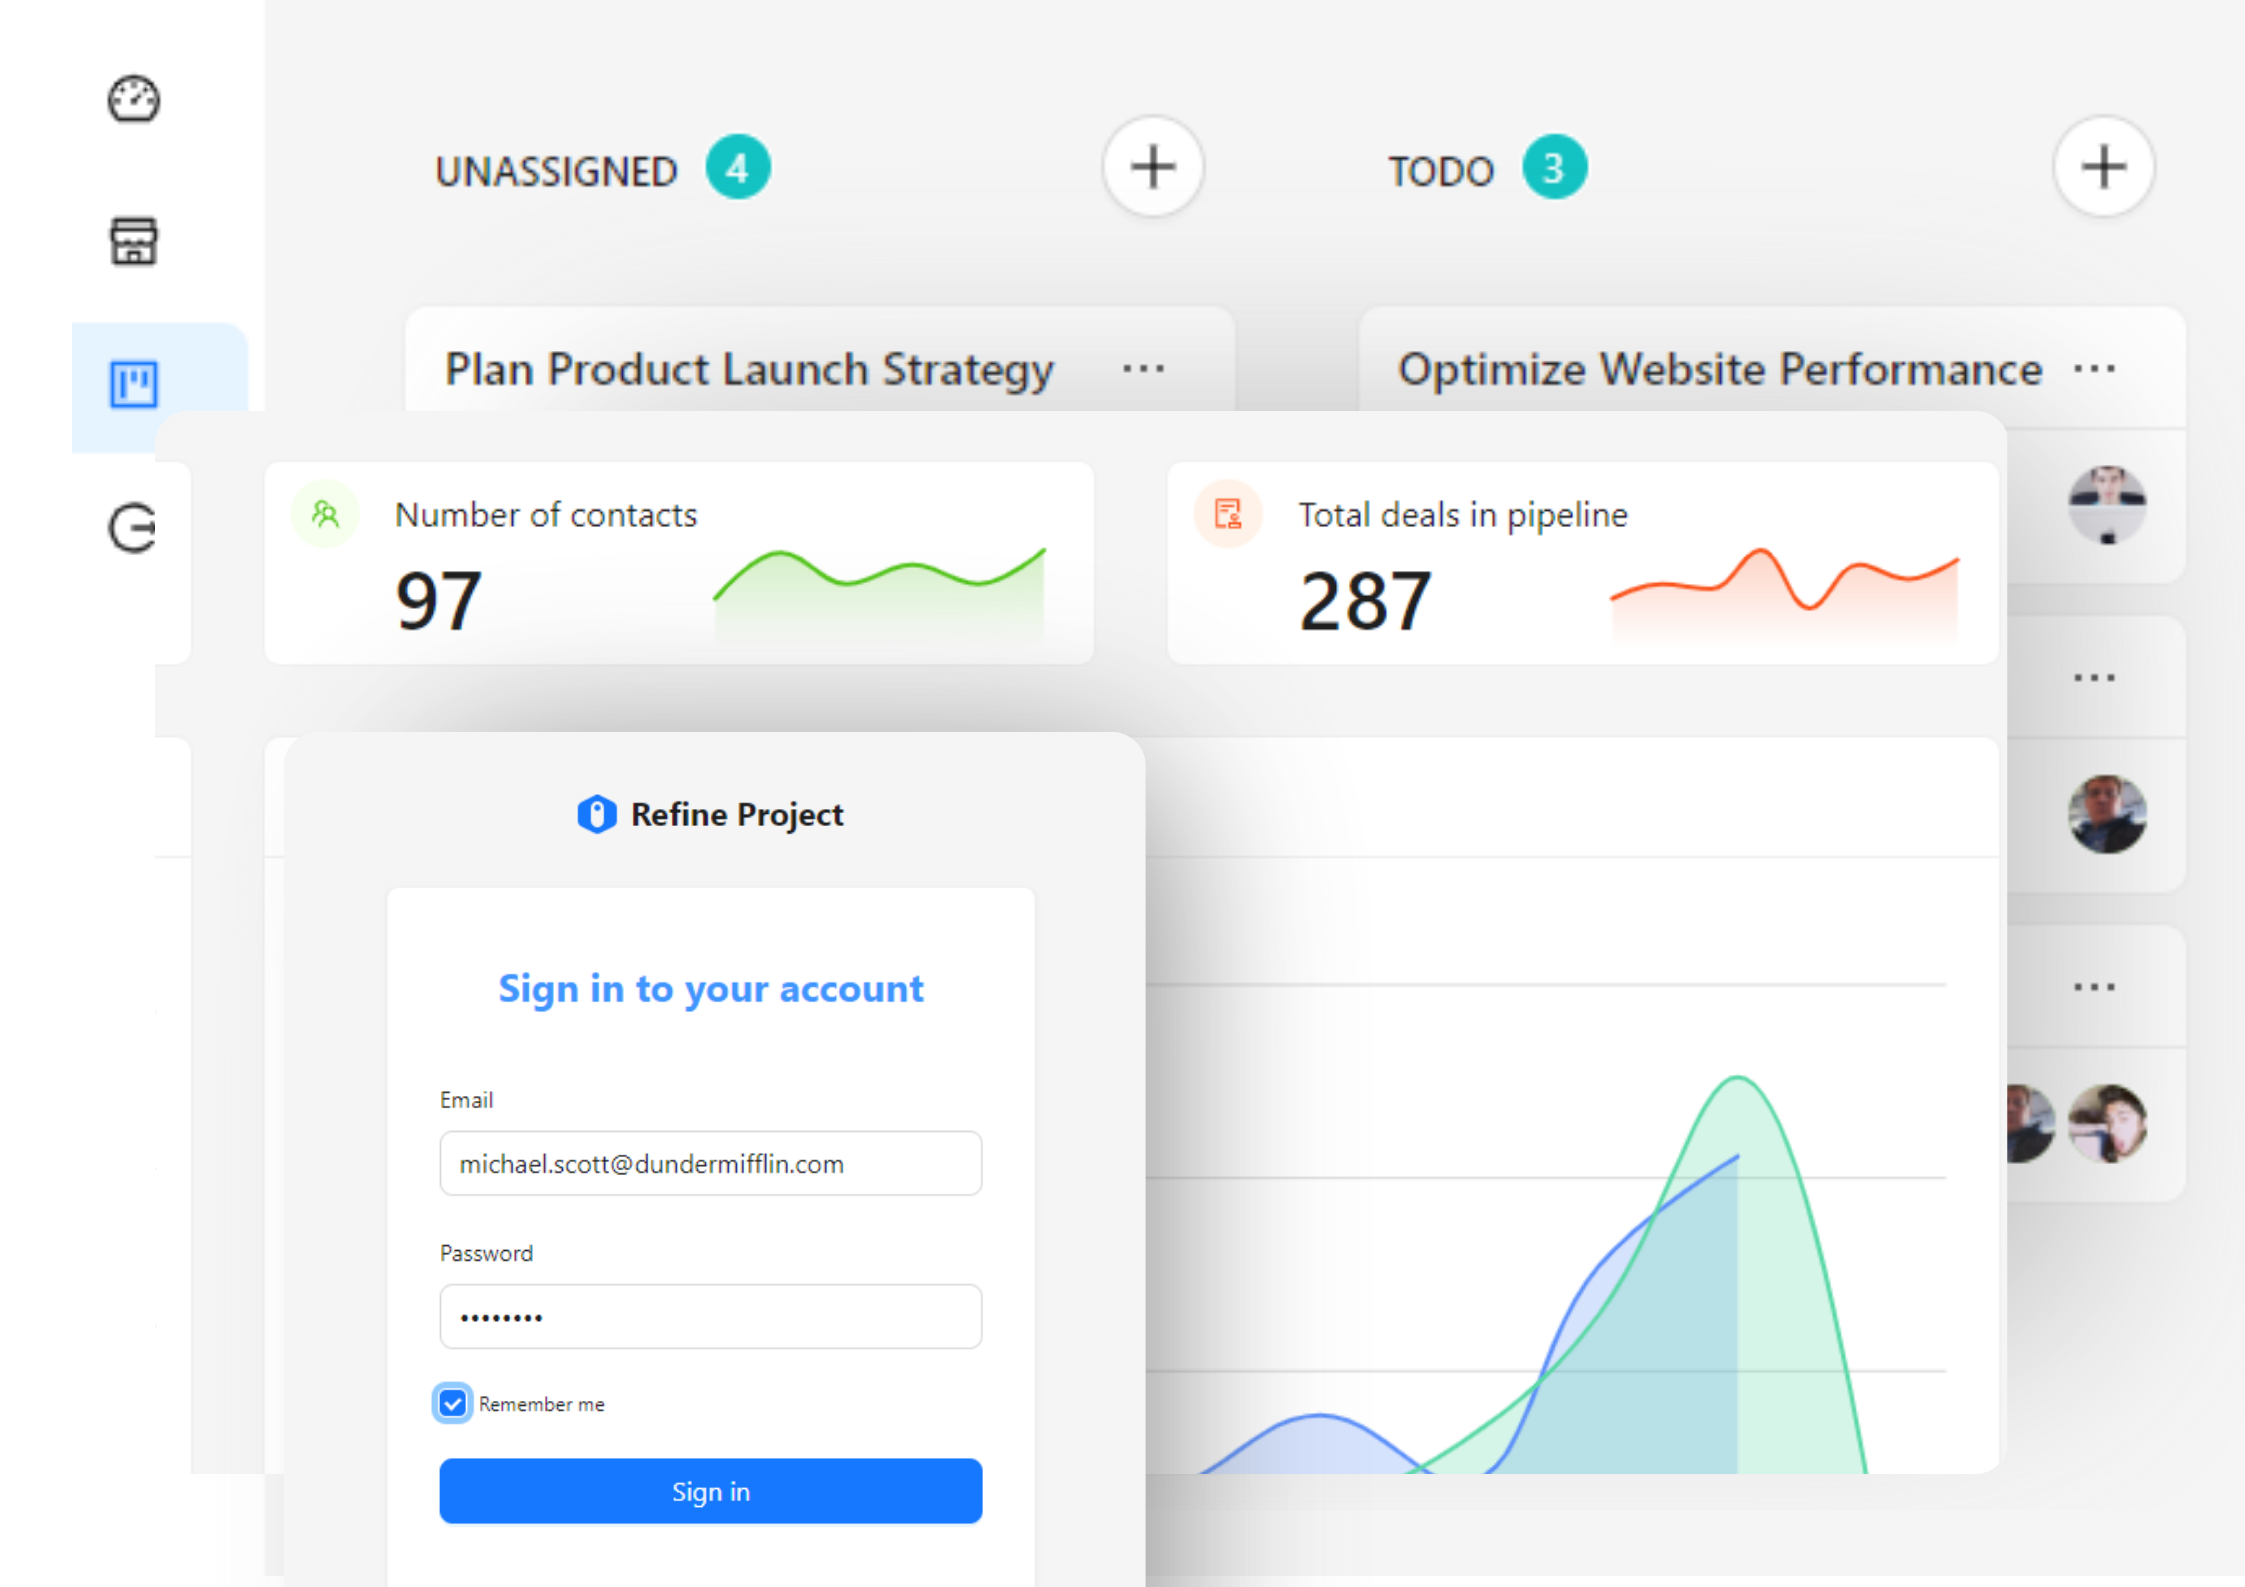 UNASSIGNED 4
TODO 3
Plan Product Launch Strategy ...
Optimize Website Performance ...
Number of contacts
97
Total deals in pipeline
287
Refine Project
Sign in to your account
Email
michael.scott@dundermifflin.com
Password
••••••••
Remember me
Sign in